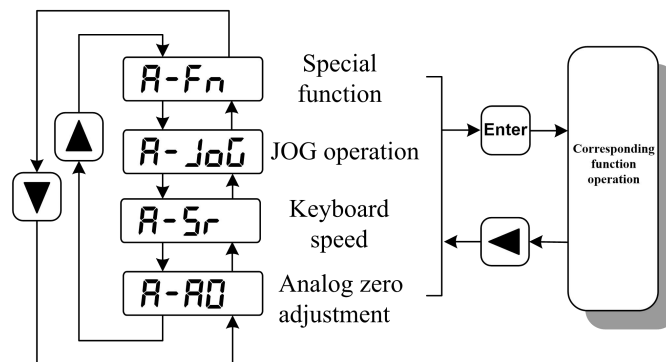 A-Fn
Special
function
A-JoG
JOG operation
A-Sr
Keyboard
speed
A-A0
Analog zero
adjustment
Enter
Corresponding
function
operation